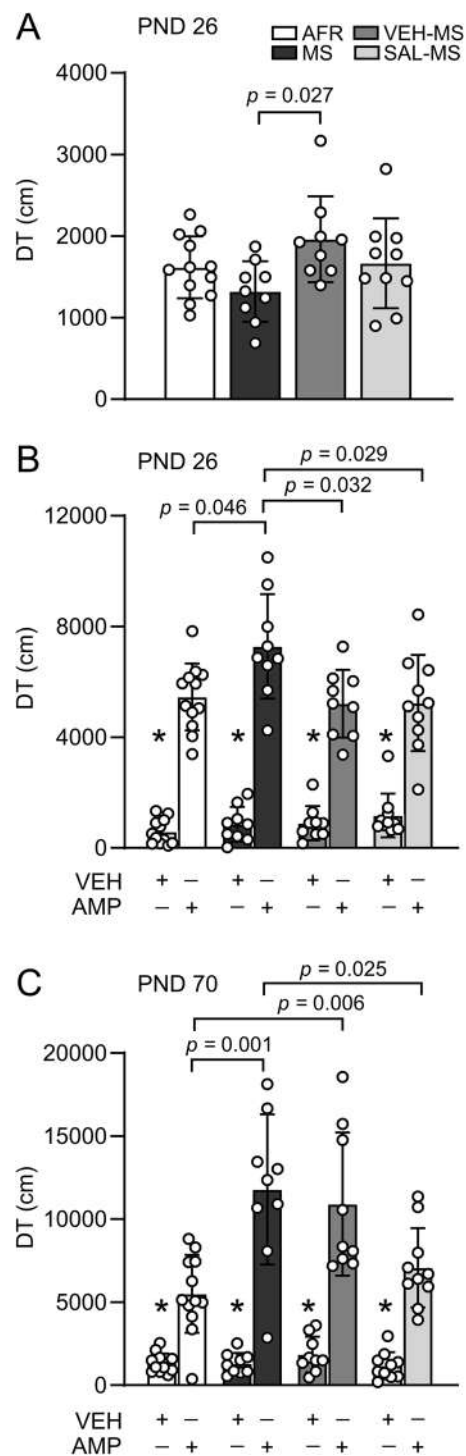 A PND 26
AFR VEH-MS
MS SAL-MS
p = 0.027
4000
3000
2000
1000
0
DT (cm)
B PND 26
p = 0.029
p = 0.032
p = 0.046
12000
8000
4000
0
DT (cm)
* * * *
VEH + – + – + – + –
AMP – + – + – + – +
C PND 70
p = 0.025
p = 0.006
p = 0.001
20000
15000
10000
5000
0
DT (cm)
* * * *
VEH + – + – + – + –
AMP – + – + – + – +